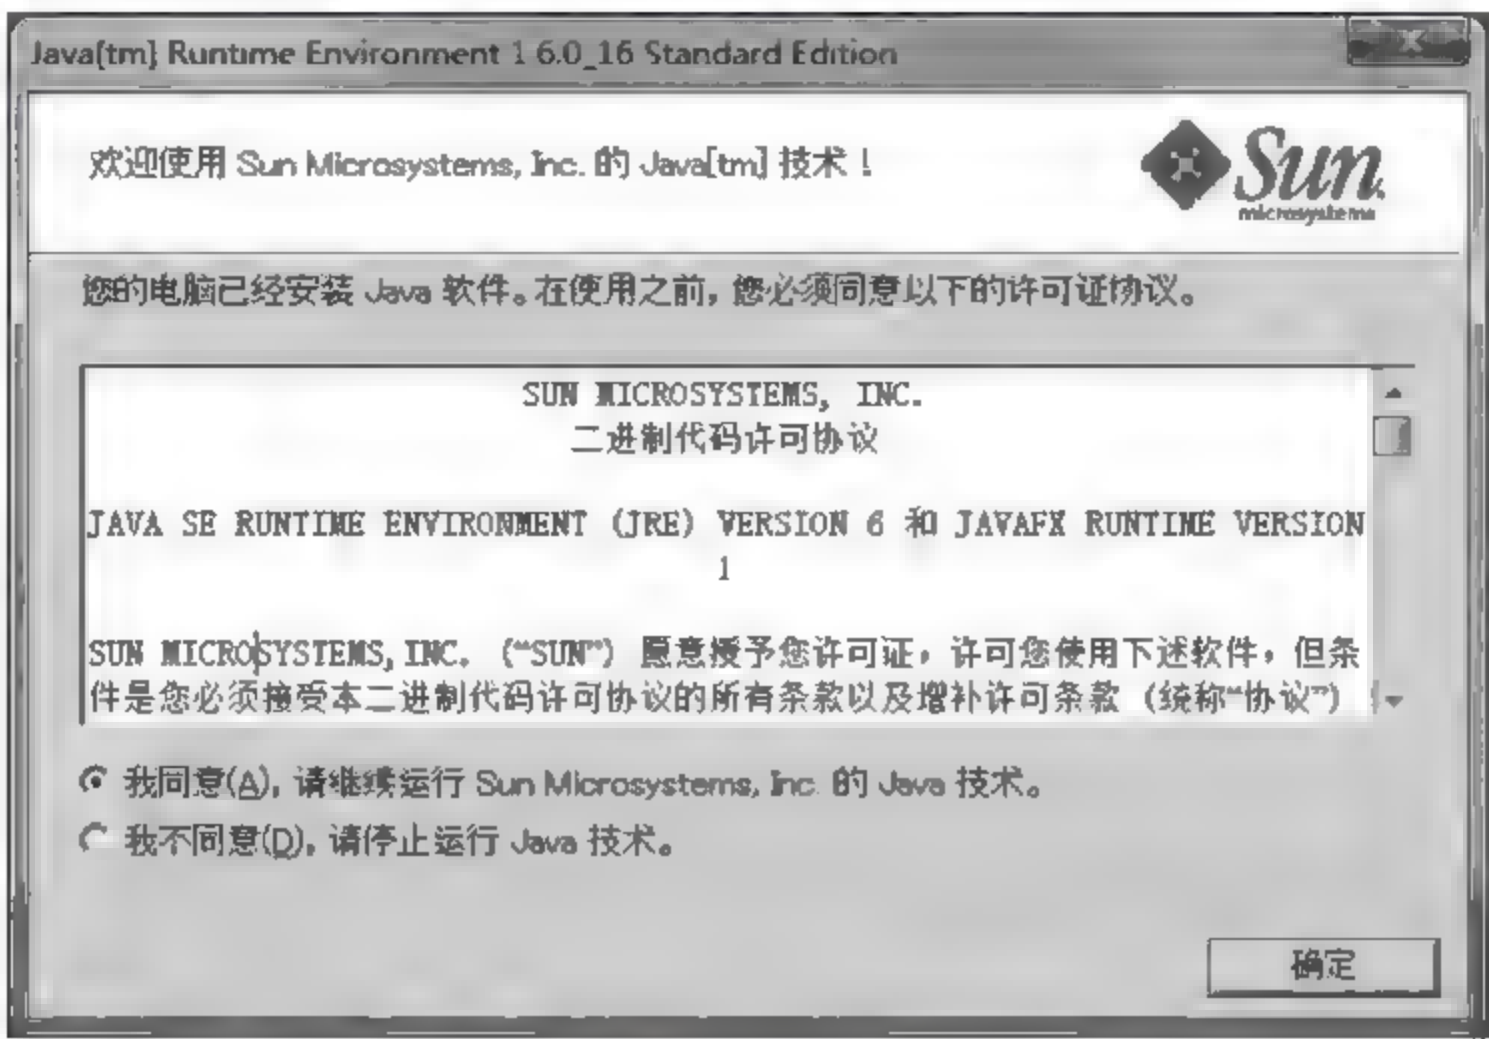 Java[tm] Runtime Environment 1 6.0_16 Standard Edition
欢迎使用 Sun Microsystems, Inc. 的 Java[tm] 技术！
Sun
microsystems
您的电脑已经安装 Java 软件。在使用之前，您必须同意以下的许可证协议。
SUN MICROSYSTEMS, INC.
二进制代码许可协议
JAVA SE RUNTIME ENVIRONMENT (JRE) VERSION 6 和 JAVAFX RUNTIME VERSION
1
SUN MICROSYSTEMS, INC. (“SUN”) 愿意授予您许可证，许可您使用下述软件，但条
件是您必须接受本二进制代码许可协议的所有条款以及增补许可条款 (统称“协议”)
我同意(A)，请继续运行 Sun Microsystems, Inc. 的 Java 技术。
我不同意(D)，请停止运行 Java 技术。
确定